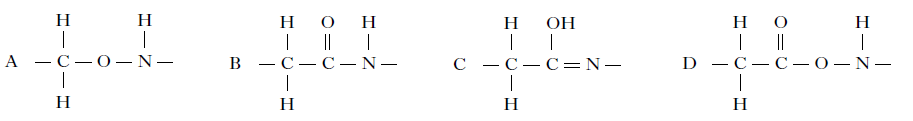 H H H O H H OH H O H
A — C — O — N — B — C — C — N — C — C — C = N — D — C — C — O — N —
H H H H